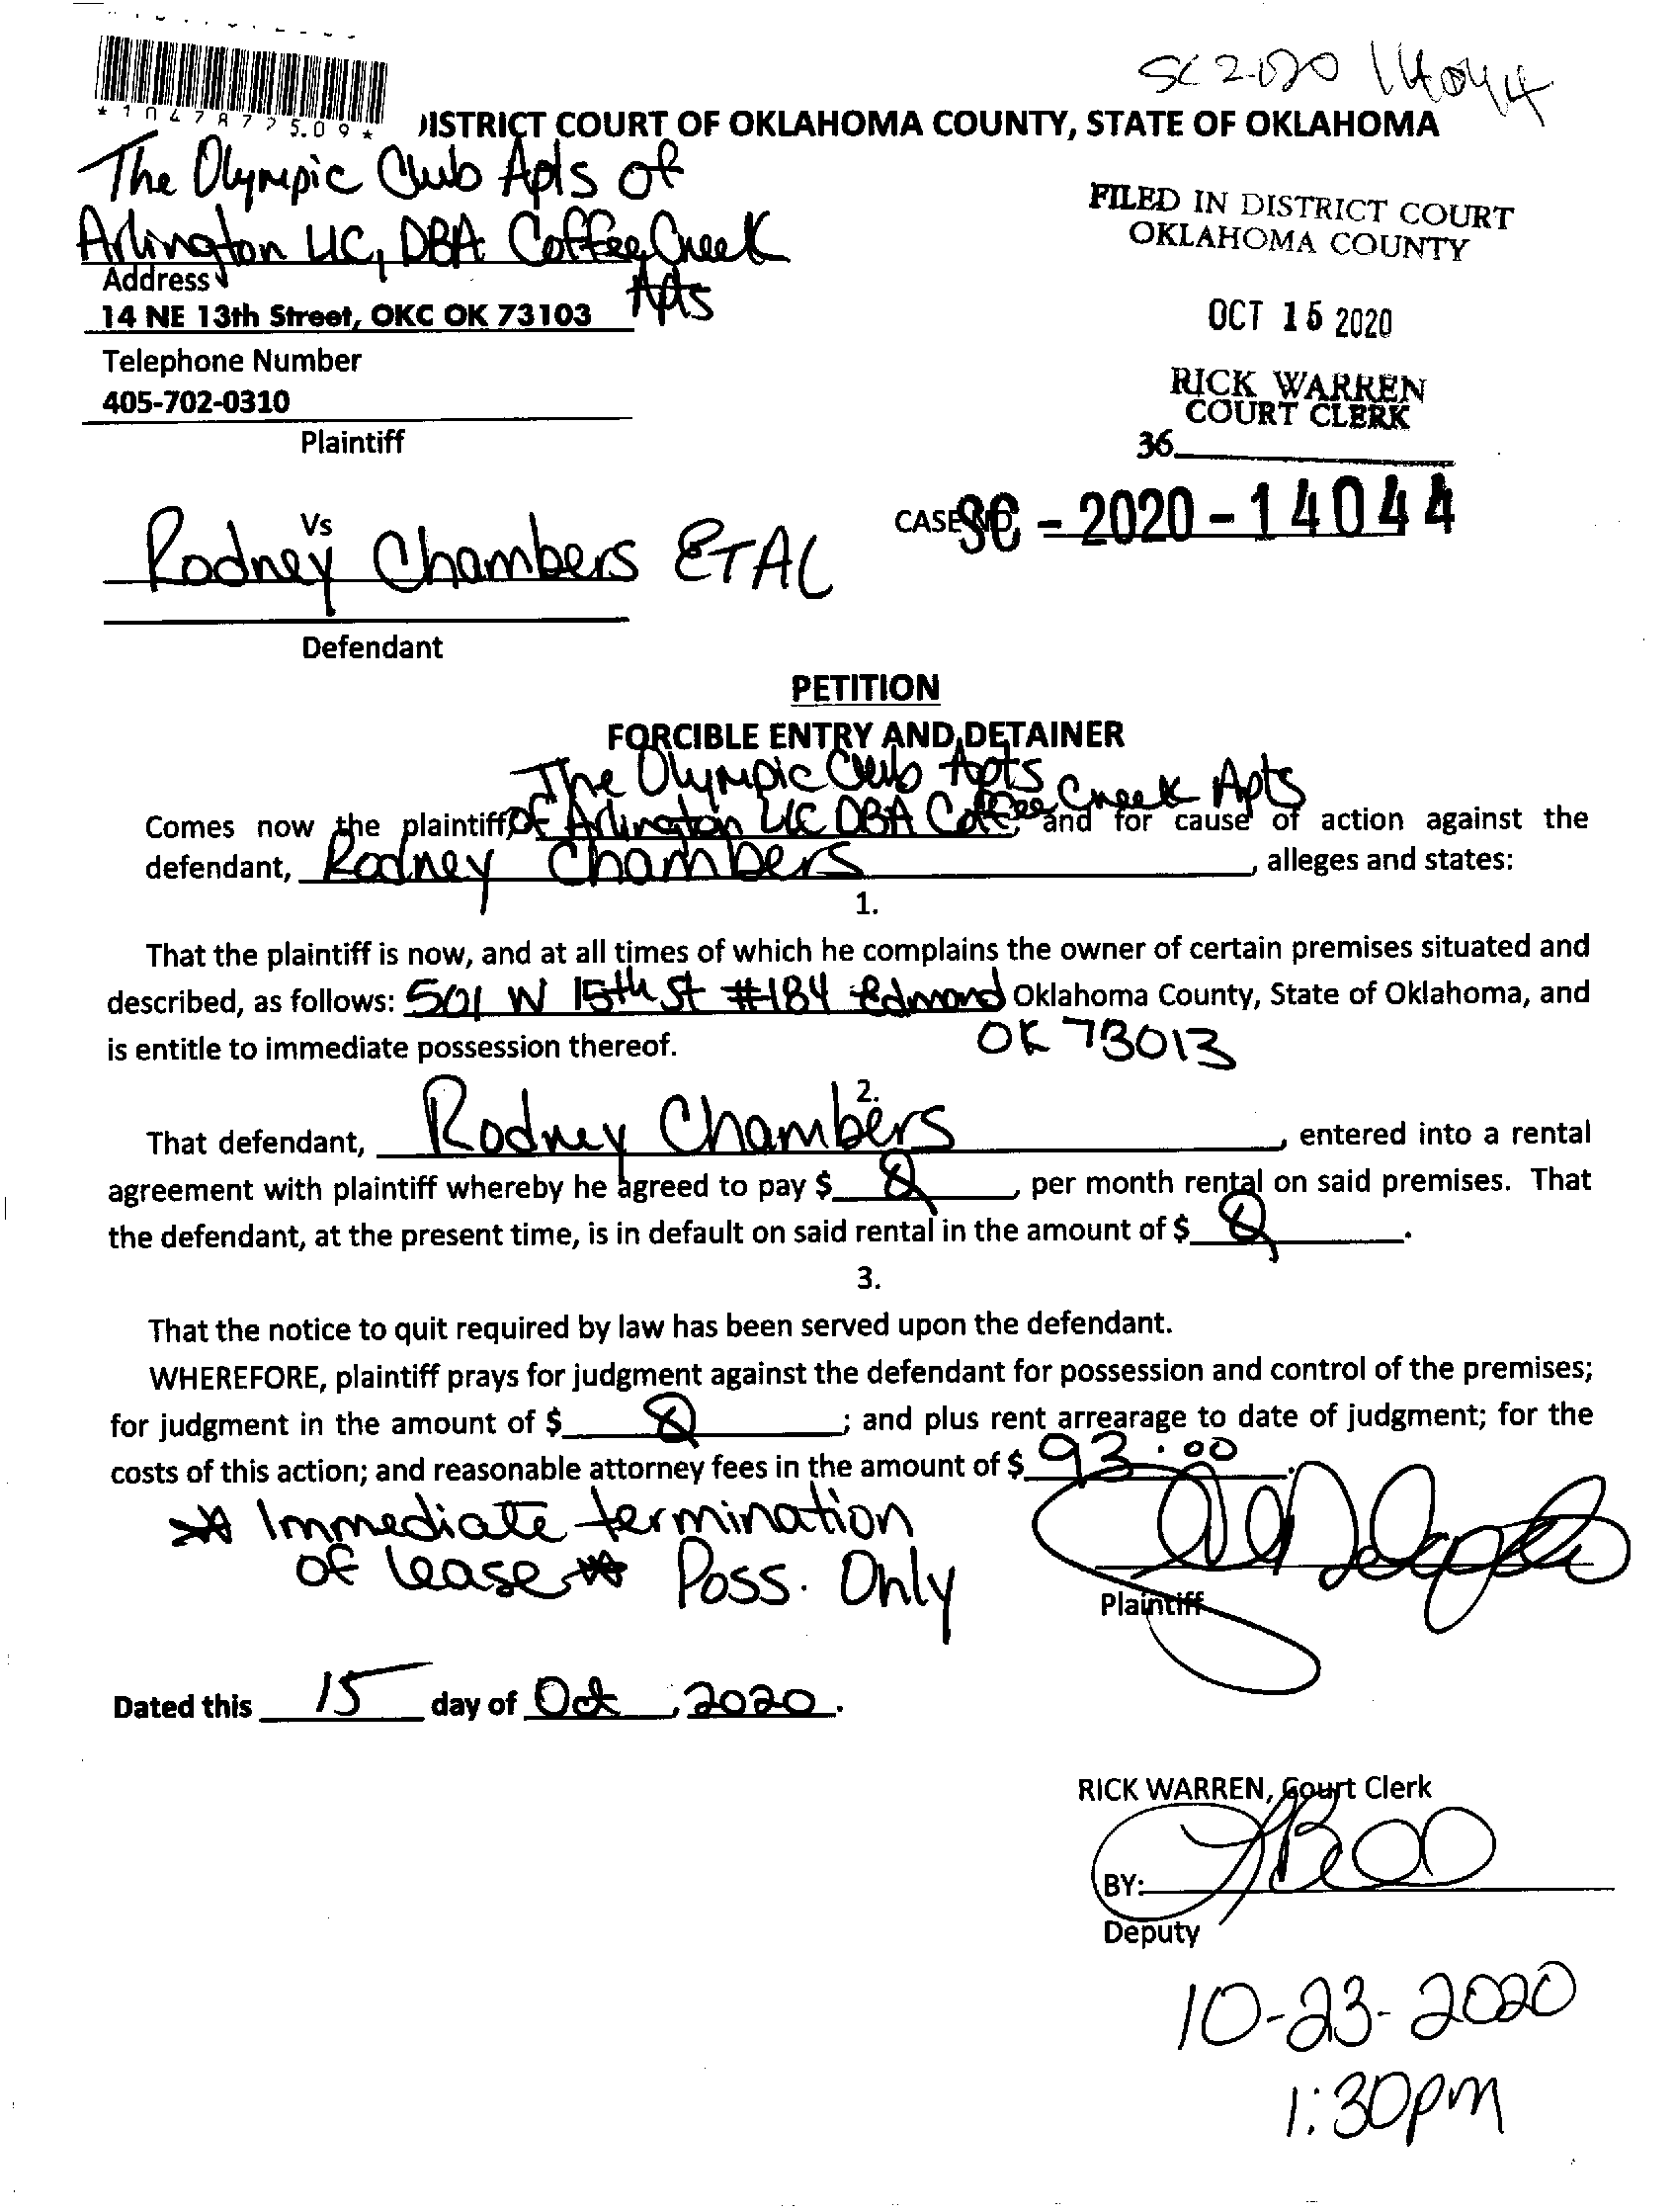 SC 2020 14044
DISTRICT COURT OF OKLAHOMA COUNTY, STATE OF OKLAHOMA
The Olympic Club Apts of
Arlington LLC, DBA Coffee Creek
Apts
Address
14 NE 13th Street, OKC OK 73103
Telephone Number
405-702-0310
Plaintiff
FILED IN DISTRICT COURT
OKLAHOMA COUNTY
OCT 15 2020
RICK WARREN
COURT CLERK
36
Vs
Rodney Chambers ETAL
Defendant
CASE NO. SC - 2020 - 14044
PETITION
FORCIBLE ENTRY AND DETAINER
The Olympic Club Apts
Comes now the plaintiff, of Arlington LLC DBA Coffee Creek Apts, and for cause of action against the
defendant, Rodney Chambers, alleges and states:
1.
That the plaintiff is now, and at all times of which he complains the owner of certain premises situated and
described, as follows: 501 W 15th St #184 Edmond Oklahoma County, State of Oklahoma, and
OK 73013
is entitle to immediate possession thereof.
2.
That defendant, Rodney Chambers, entered into a rental
agreement with plaintiff whereby he agreed to pay $ , per month rental on said premises. That
the defendant, at the present time, is in default on said rental in the amount of $ .
3.
That the notice to quit required by law has been served upon the defendant.
WHEREFORE, plaintiff prays for judgment against the defendant for possession and control of the premises;
for judgment in the amount of $ ; and plus rent arrearage to date of judgment; for the
costs of this action; and reasonable attorney fees in the amount of $ 93.00.
** Immediate termination
of lease ** Poss. Only
Plaintiff
Dated this 15 day of Oct, 2020.
RICK WARREN, Court Clerk
BY:
Deputy
10-23-2020
1:30pm